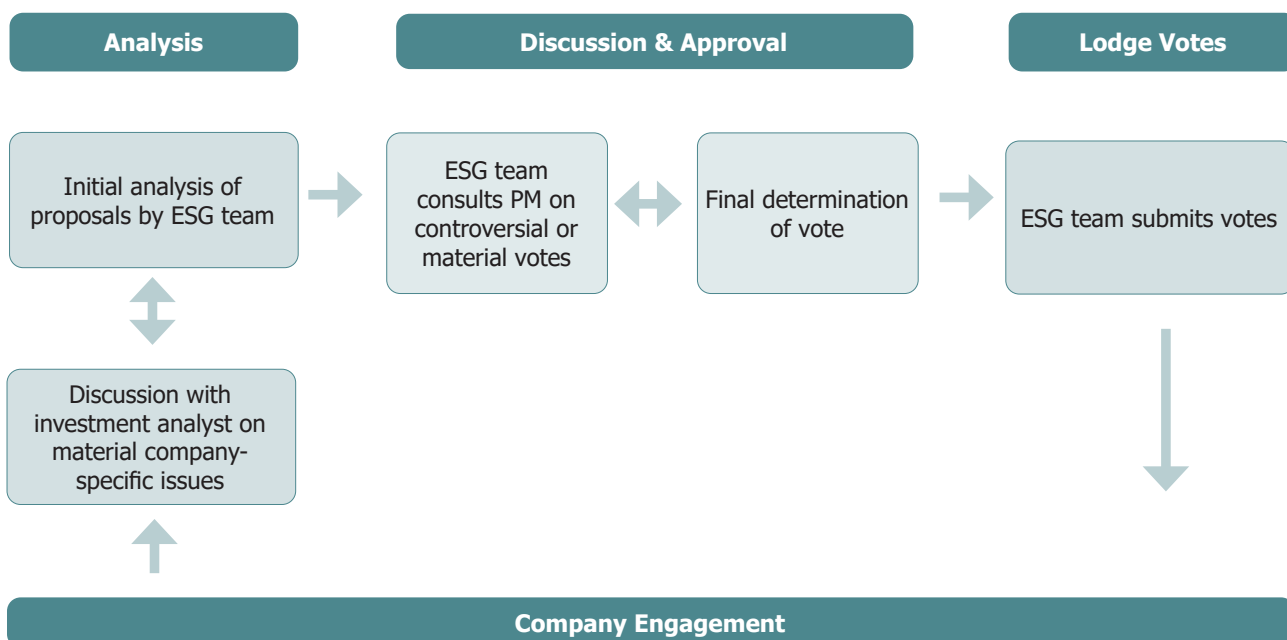 Analysis
Discussion & Approval
Lodge Votes
Initial analysis of
proposals by ESG team
ESG team
consults PM on
controversial or
material votes
Final determination
of vote
ESG team submits votes
Discussion with
investment analyst on
material company-
specific issues
Company Engagement